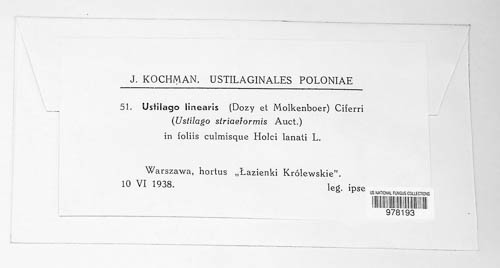 J. KOCHMAN. USTILAGINALES POLONIAE
51. Ustilago linearis (Dozy et Molkenboer) Ciferri
(Ustilago striaeformis Auct.)
in foliis culmisque Holci lanati L.
Warszawa, hortus „Łazienki Królewskie".
10 VI 1938. leg. ipse
US NATIONAL FUNGUS COLLECTIONS
978193